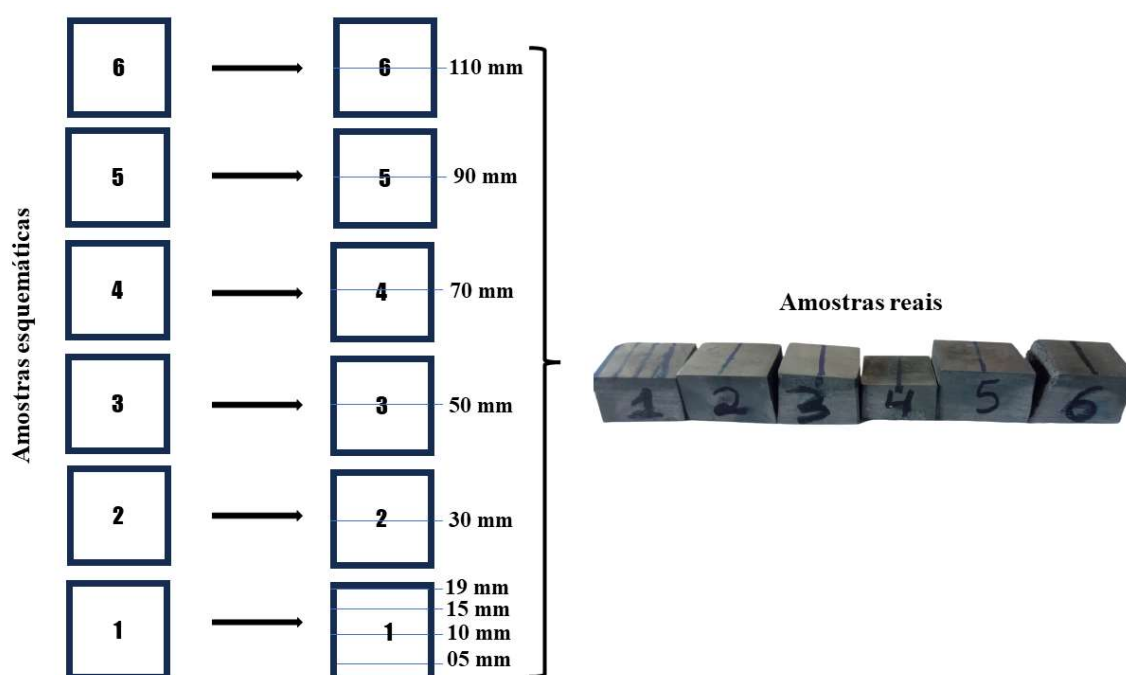 Amostras esquemáticas
6
6
110 mm
5
5
90 mm
4
4
70 mm
3
3
50 mm
2
2
30 mm
1
1
19 mm
15 mm
10 mm
05 mm
Amostras reais
1 2 3 4 5 6